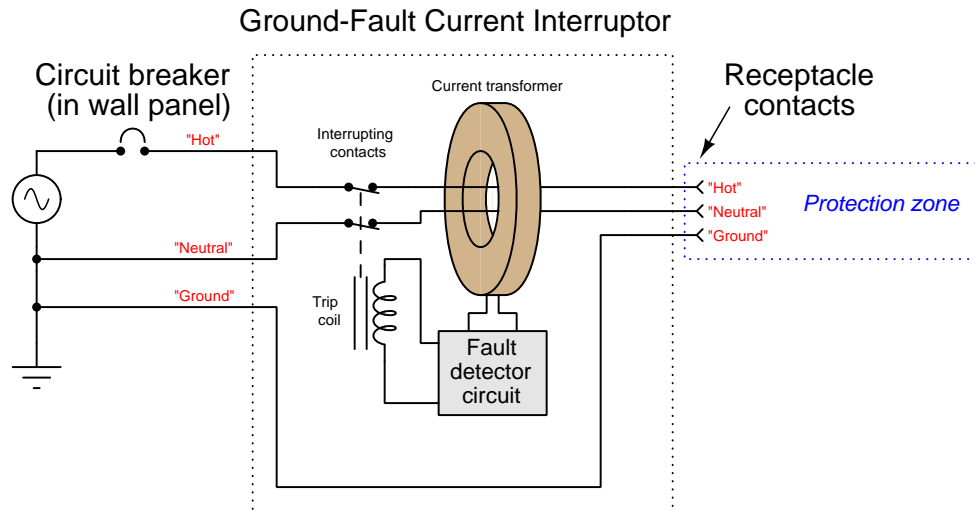 Ground-Fault Current Interruptor
Circuit breaker
(in wall panel)
"Hot"
Interrupting
contacts
Current transformer
Receptacle
contacts
"Hot"
"Neutral"
"Ground"
Protection zone
"Neutral"
"Ground"
Trip
coil
Fault
detector
circuit